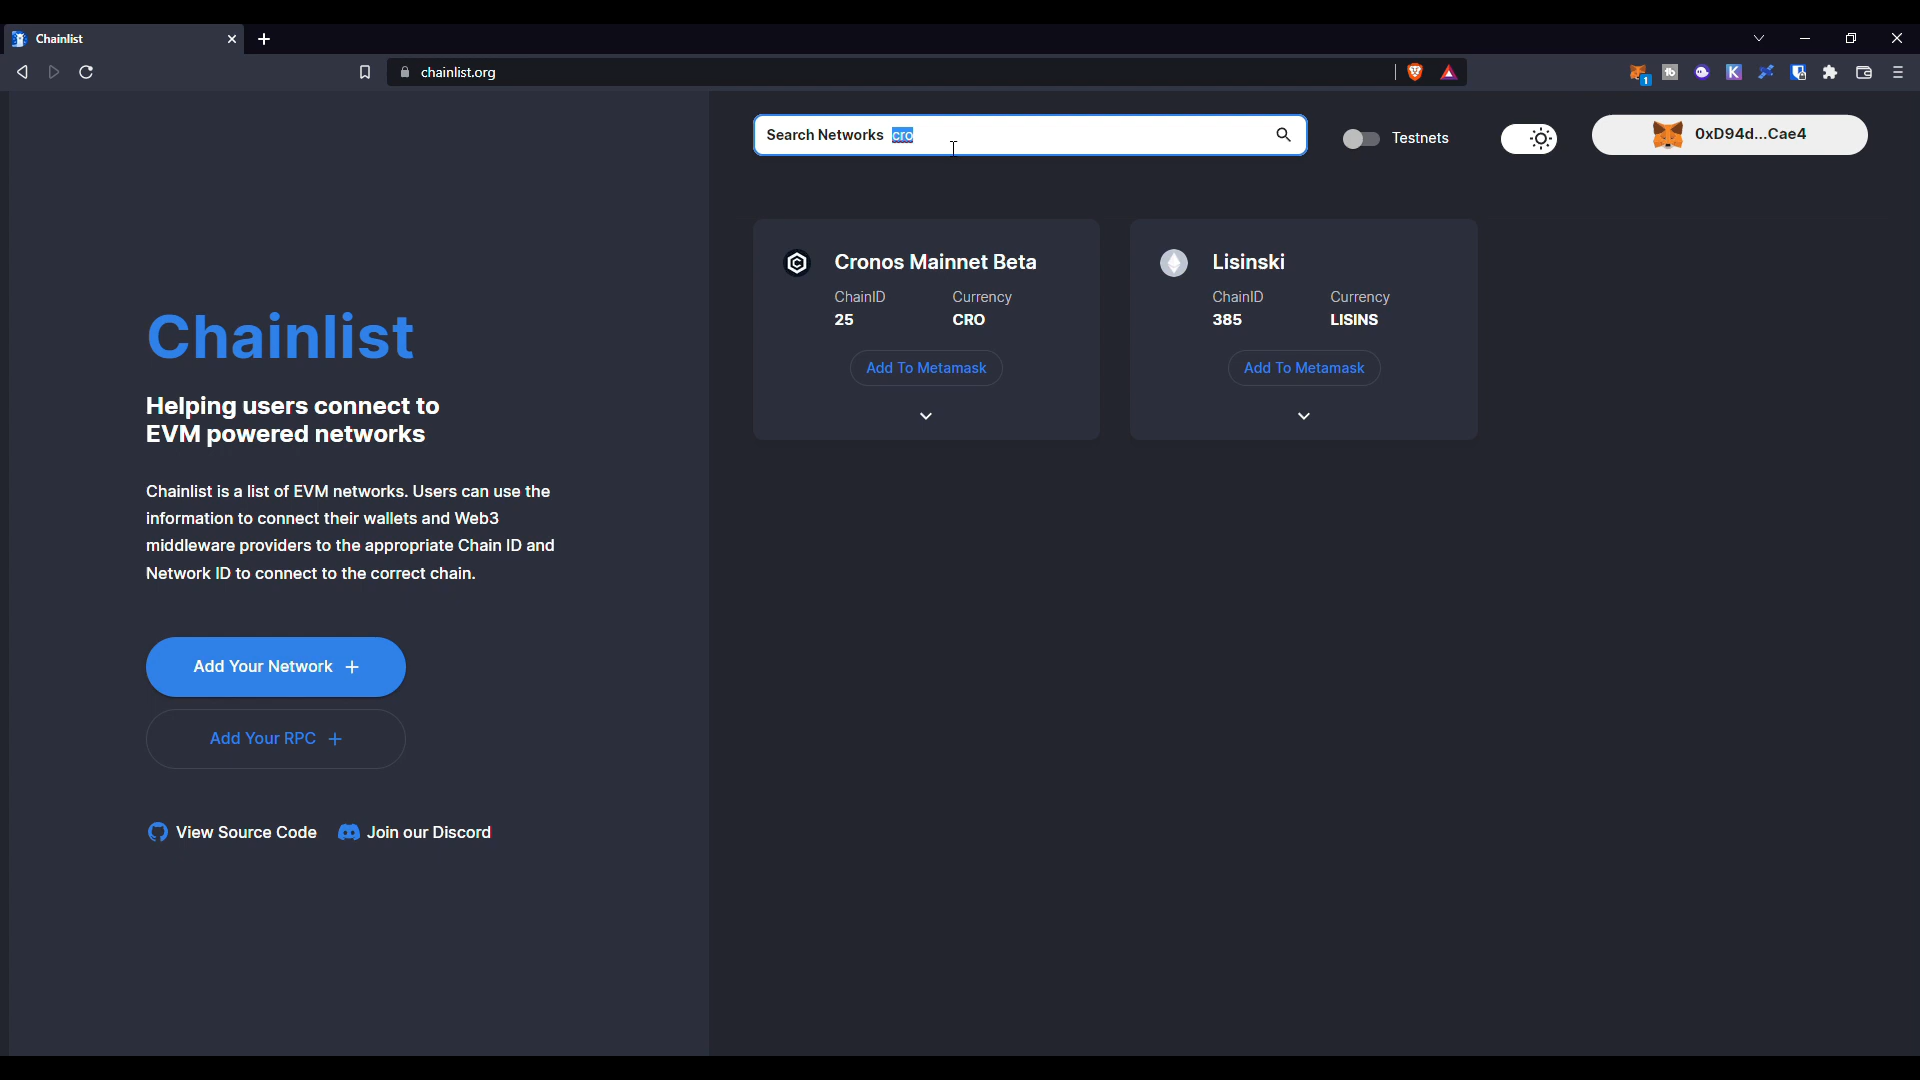 Chainlist
chainlist.org
1
Search Networks cro
Testnets
0xD94d...Cae4
Cronos Mainnet Beta
ChainID Currency
25 CRO
Add To Metamask
Lisinski
ChainID Currency
385 LISINS
Add To Metamask
Chainlist
Helping users connect to
EVM powered networks
Chainlist is a list of EVM networks. Users can use the
information to connect their wallets and Web3
middleware providers to the appropriate Chain ID and
Network ID to connect to the correct chain.
Add Your Network +
Add Your RPC +
View Source Code Join our Discord